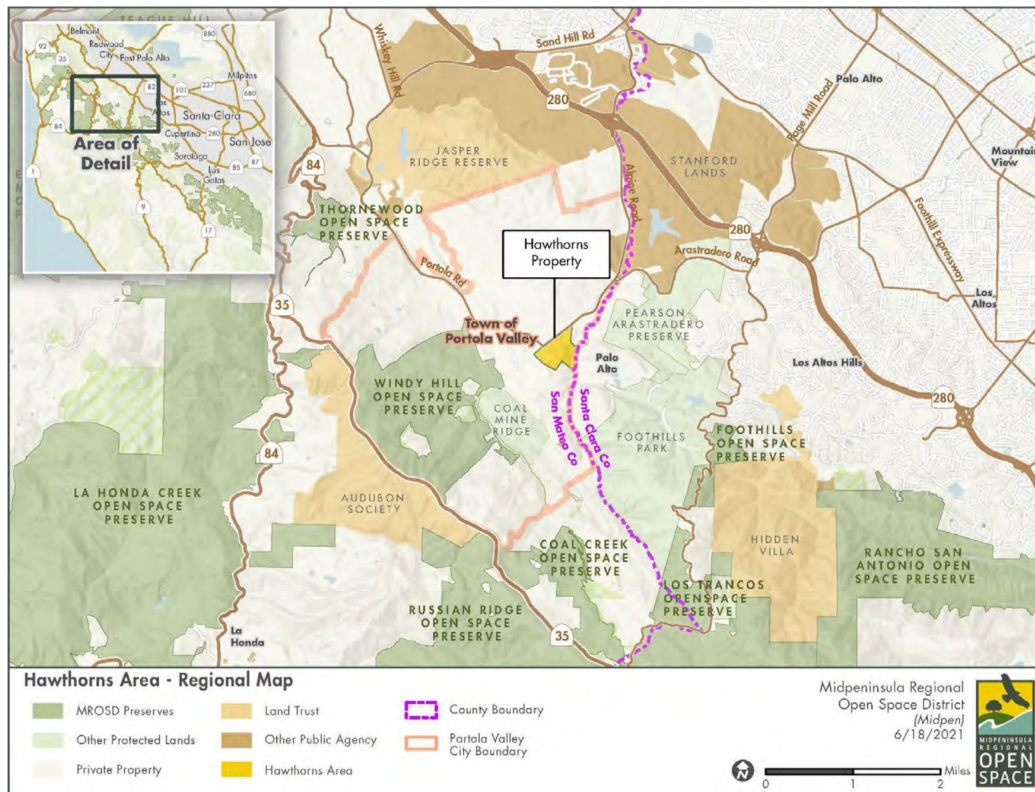 TEAGUE HILL
Belmont
92
Redwood
City
880
35
East Palo Alto
Milpitas
82
101
237
680
Los
Altos
84
Santa Clara
Cupertino
280
San Jose
Area of
Detail
Saratoga
85
87
Los
Gatos
1
9
17
Whiskey Hill Rd
Sand Hill Rd
280
Palo Alto
Page Mill Road
Mountain
View
JASPER
RIDGE RESERVE
STANFORD
LANDS
Alpine Road
Foothill Expressway
84
THORNEWOOD
OPEN SPACE
PRESERVE
Hawthorns
Property
280
Arastradero Road
Portola Rd
35
Los
Altos
PEARSON
ARASTRADERO
PRESERVE
Town of
Portola Valley
Palo
Alto
Los Altos Hills
WINDY HILL
OPEN SPACE
PRESERVE
280
COAL
MINE
RIDGE
San Mateo Co
Santa Clara Co
FOOTHILLS
PARK
FOOTHILLS
OPEN SPACE
PRESERVE
84
LA HONDA CREEK
OPEN SPACE
PRESERVE
AUDUBON
SOCIETY
HIDDEN
VILLA
COAL CREEK
OPEN SPACE
PRESERVE
RANCHO SAN
ANTONIO OPEN
SPACE PRESERVE
LOS TRANCOS
OPENSPACE
PRESERVE
RUSSIAN RIDGE
OPEN SPACE
PRESERVE
35
La
Honda
Hawthorns Area - Regional Map
MROSD Preserves
Land Trust
County Boundary
Other Protected Lands
Other Public Agency
Portola Valley
City Boundary
Private Property
Hawthorns Area
Midpeninsula Regional
Open Space District
(Midpen)
6/18/2021
N
0
1
2
Miles
MIDPENINSULA
REGIONAL
OPEN
SPACE